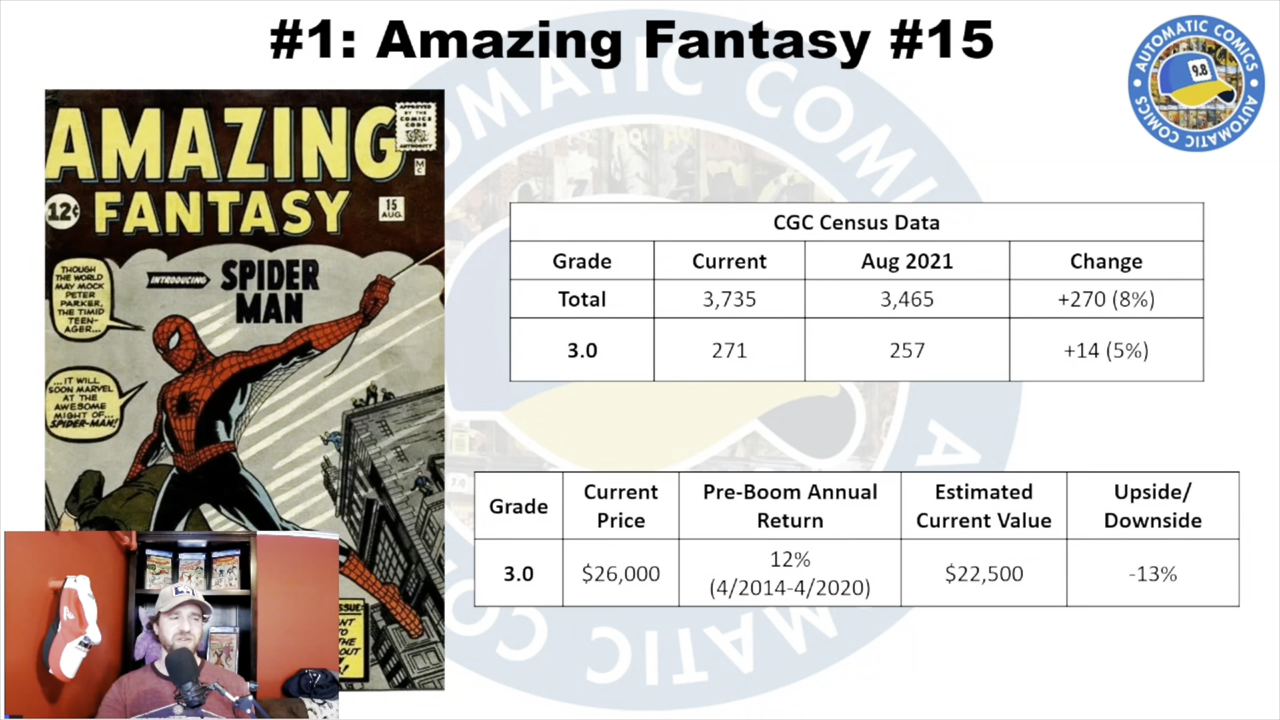 #1: Amazing Fantasy #15
AUTOMATIC COMICS
9.8
AUTOMATIC COMICS
AMAZING
FANTASY
APPROVED
BY THE
COMICS
CODE
AUTHORITY
MC
12¢
15
AUG.
INTRODUCING
SPIDER
MAN
THOUGH
THE WORLD
MAY MOCK
PETER
PARKER,
THE TIMID
TEEN-
AGER...
...IT WILL
SOON MARVEL
AT THE
AWESOME
MIGHT OF...
SPIDER-MAN!
CGC Census Data
Grade Current Aug 2021 Change
Total 3,735 3,465 +270 (8%)
3.0 271 257 +14 (5%)
Grade Current Price Pre-Boom Annual Return Estimated Current Value Upside/ Downside
3.0 $26,000 12% (4/2014-4/2020) $22,500 -13%